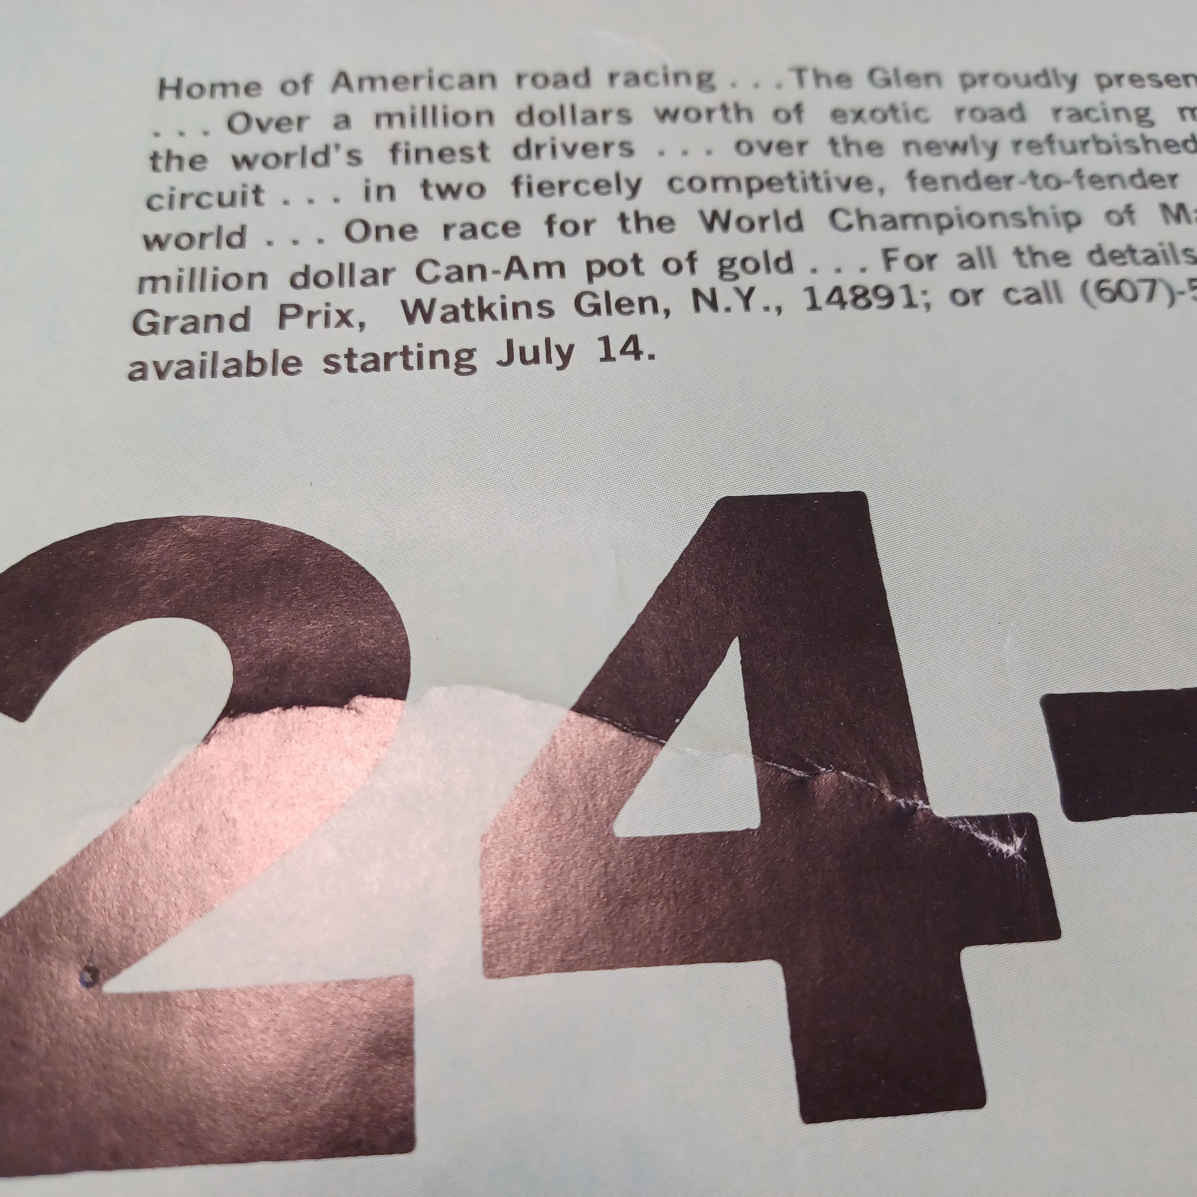 Home of American road racing . . . The Glen proudly presen
. . . Over a million dollars worth of exotic road racing m
the world's finest drivers . . . over the newly refurbished
circuit . . . in two fiercely competitive, fender-to-fender
world . . . One race for the World Championship of Ma
million dollar Can-Am pot of gold . . . For all the details
Grand Prix, Watkins Glen, N.Y., 14891; or call (607)-5
available starting July 14.
24-